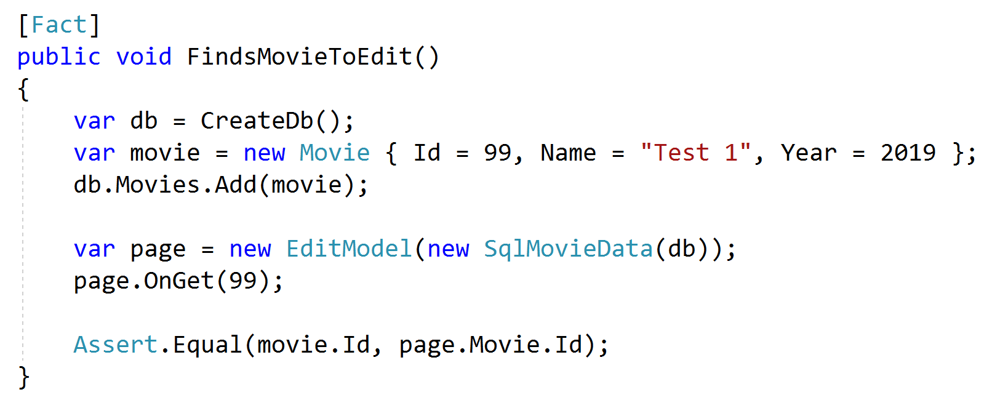 [Fact]
public void FindsMovieToEdit()
{
    var db = CreateDb();
    var movie = new Movie { Id = 99, Name = "Test 1", Year = 2019 };
    db.Movies.Add(movie);

    var page = new EditModel(new SqlMovieData(db));
    page.OnGet(99);

    Assert.Equal(movie.Id, page.Movie.Id);
}